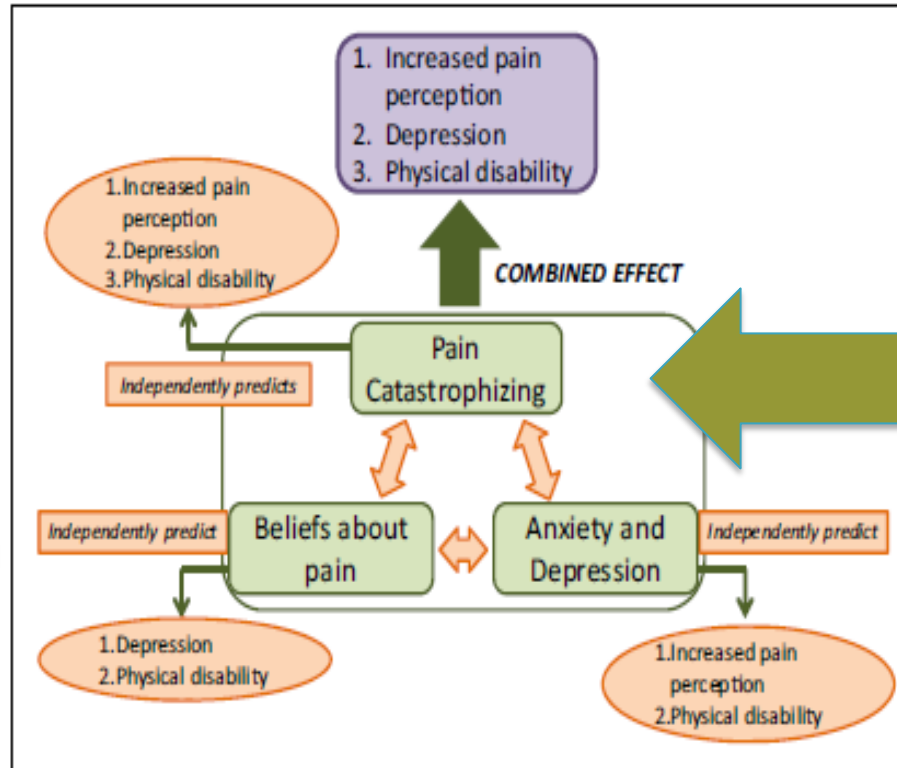 1. Increased pain
perception
2. Depression
3. Physical disability
1.Increased pain
perception
2.Depression
3.Physical disability
COMBINED EFFECT
Pain
Catastrophizing
Independently predicts
Independently predict
Beliefs about
pain
Anxiety and
Depression
Independently predict
1.Depression
2.Physical disability
1.Increased pain
perception
2.Physical disability